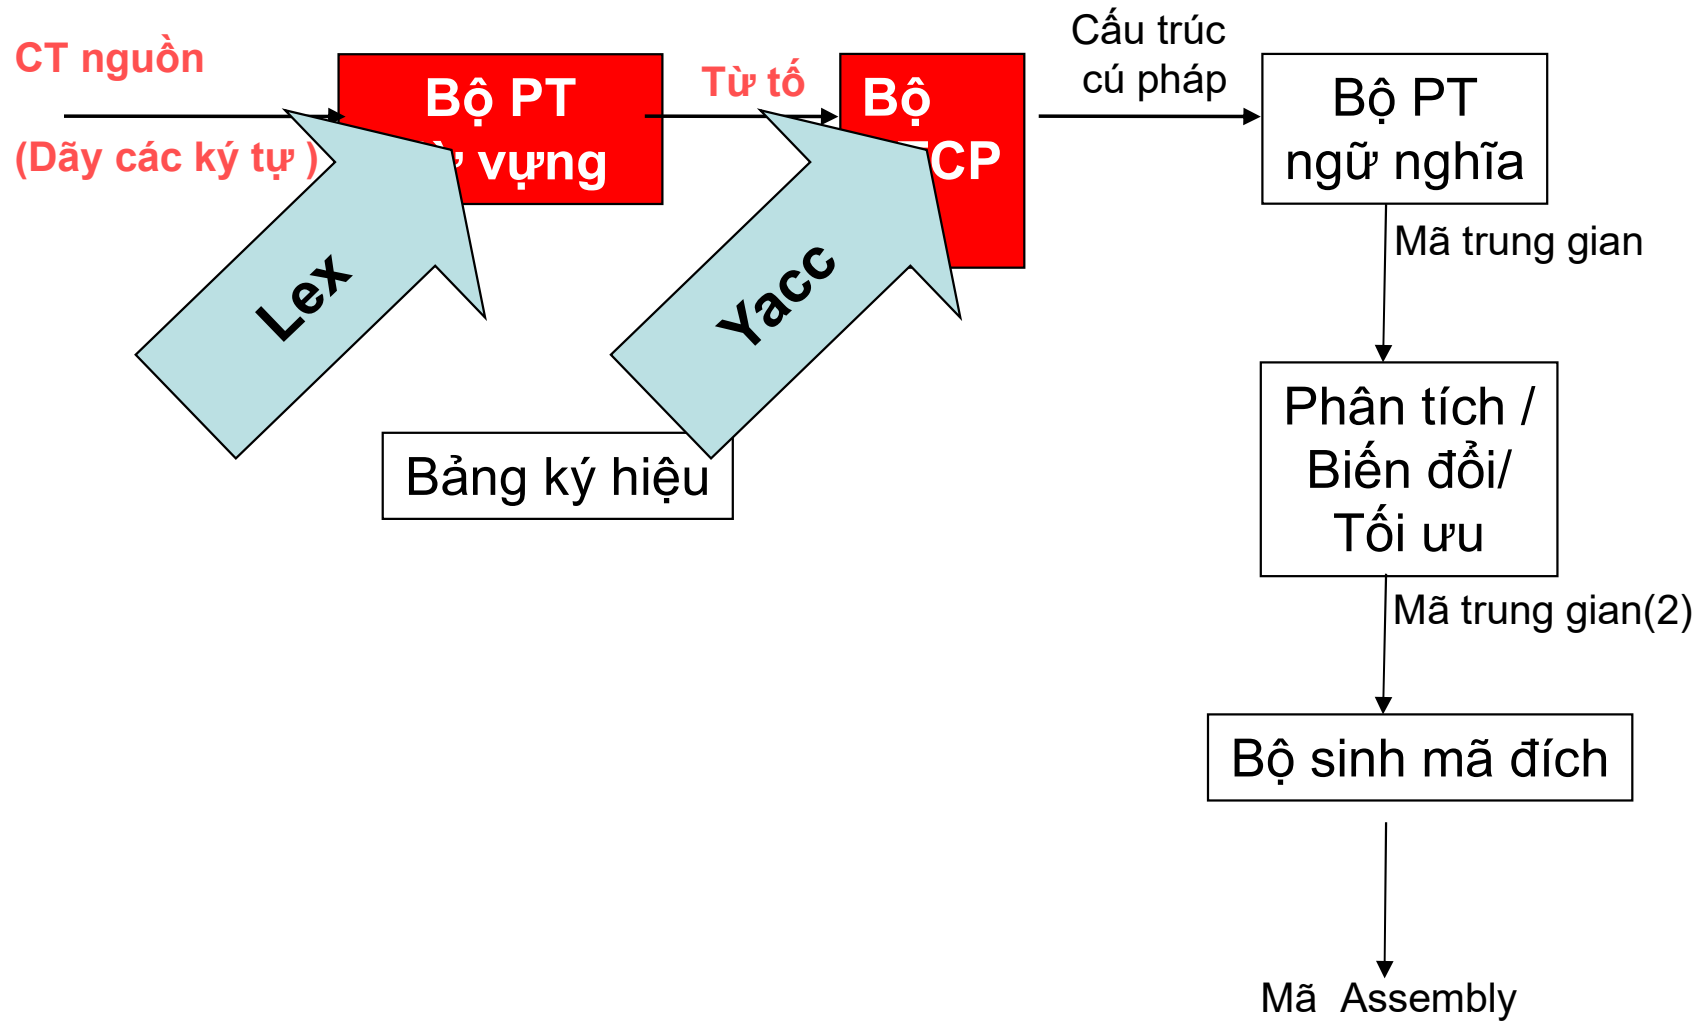 CT nguồn
(Dãy các ký tự )
Bộ PT
vựng
Từ tố
Bộ
CP
Cấu trúc
cú pháp
Bộ PT
ngữ nghĩa
Mã trung gian
Lex
Yacc
Bảng ký hiệu
Phân tích /
Biến đổi/
Tối ưu
Mã trung gian(2)
Bộ sinh mã đích
Mã Assembly